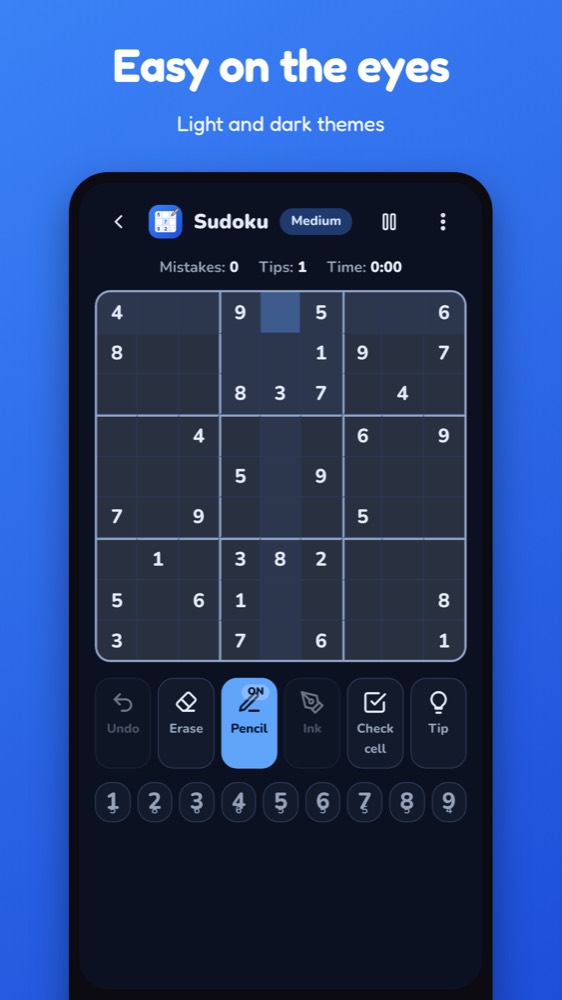 Easy on the eyes
Light and dark themes
Sudoku Medium
Mistakes: 0 Tips: 1 Time: 0:00
4 9 5 6
8 1 9 7
8 3 7 4
4 6 9
5 9
7 9 5
1 3 8 2
5 6 1 8
3 7 6 1
ON
Undo Erase Pencil Ink Check cell Tip
1 2 3 4 5 6 7 8 9